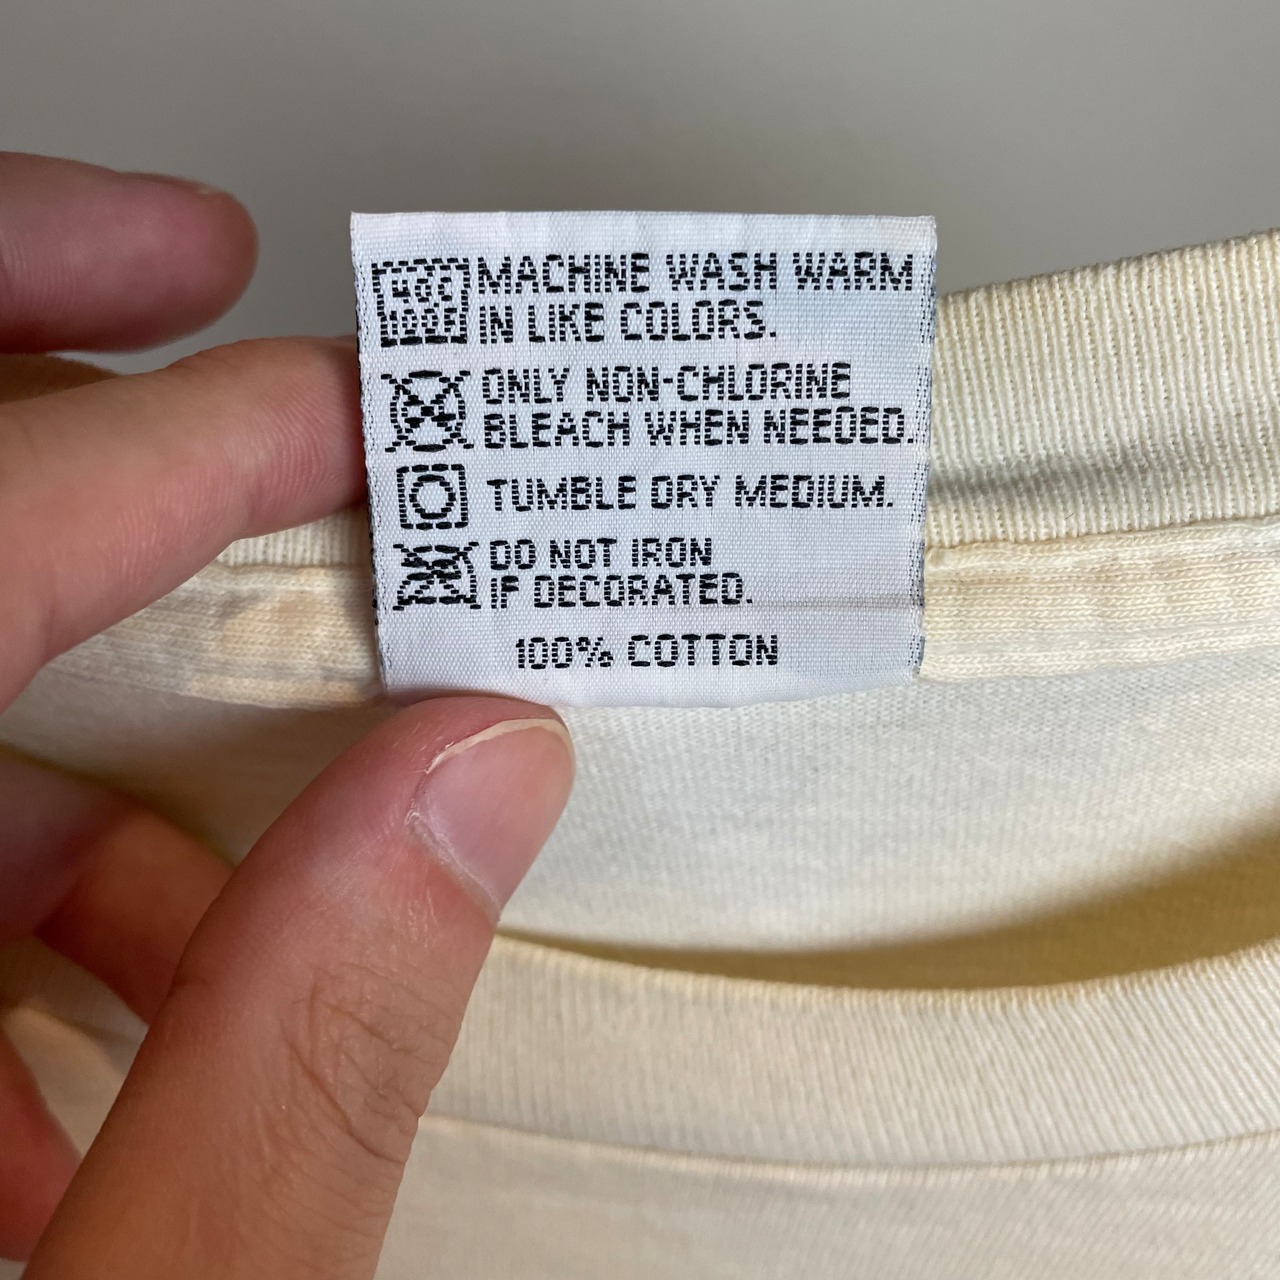 MACHINE WASH WARM
IN LIKE COLORS.
ONLY NON-CHLORINE
BLEACH WHEN NEEDED.
TUMBLE DRY MEDIUM.
DO NOT IRON
IF DECORATED.
100% COTTON